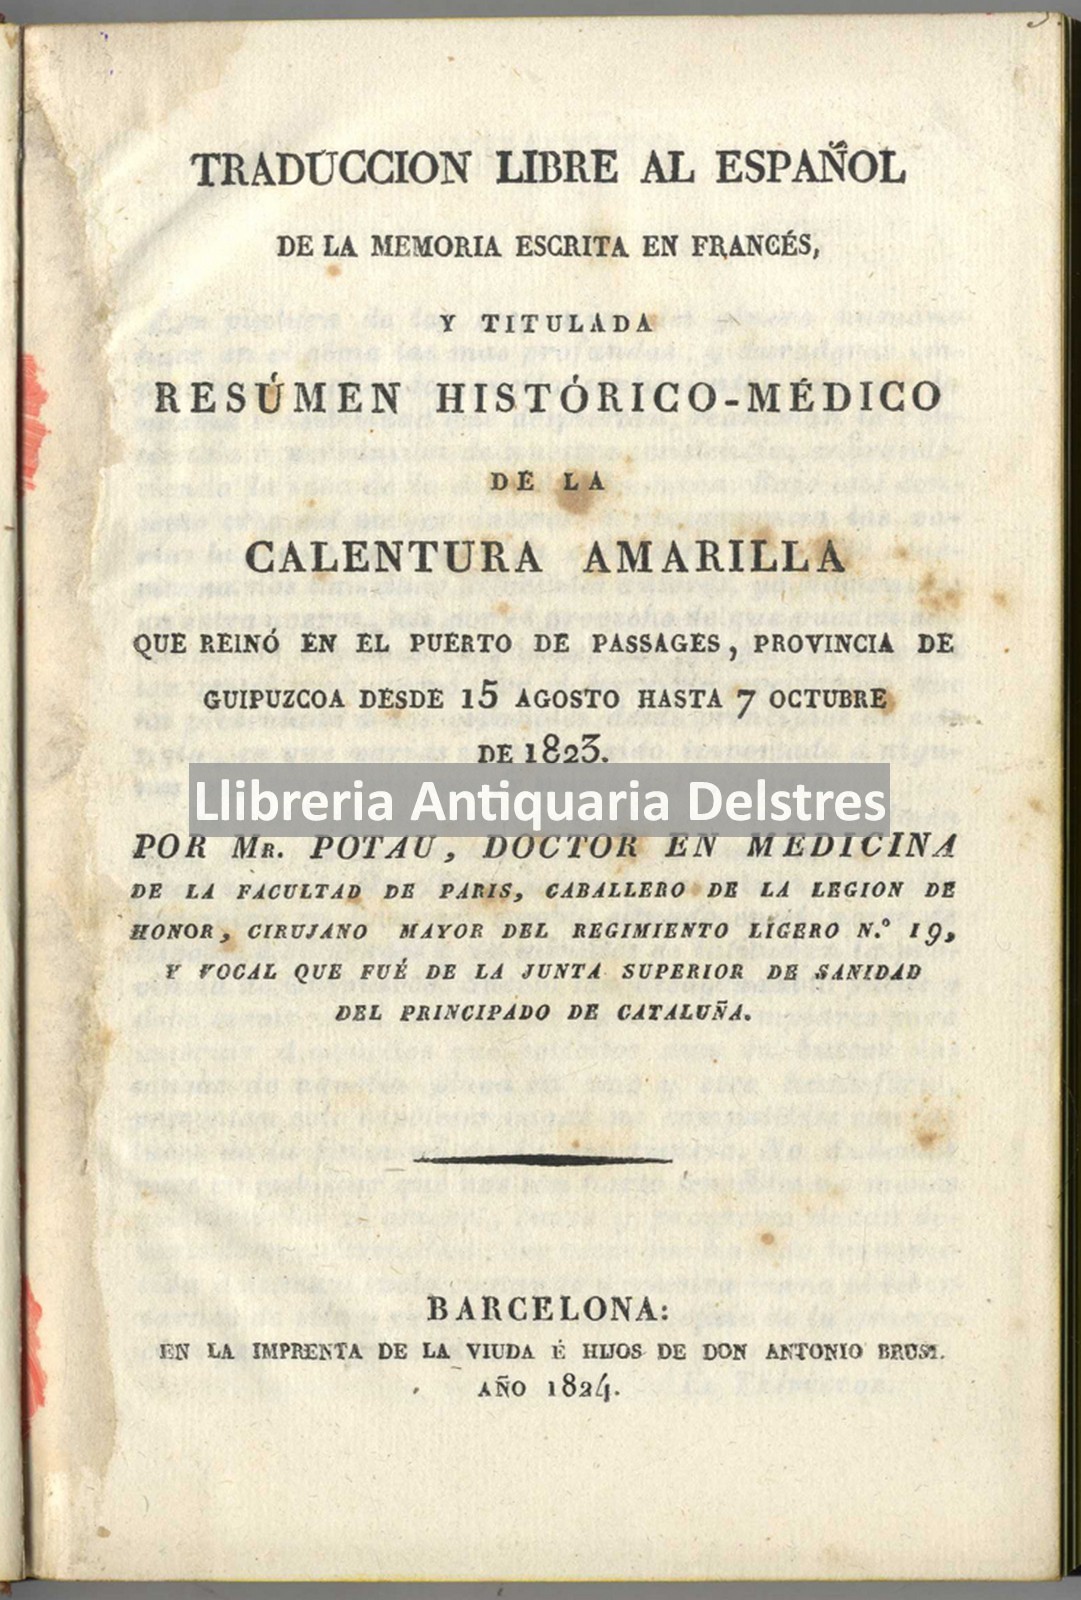 TRADUCCION LIBRE AL ESPAÑOL
DE LA MEMORIA ESCRITA EN FRANCÉS,
Y TITULADA
RESÚMEN HISTÓRICO-MÉDICO
DE LA
CALENTURA AMARILLA
QUE REINÓ EN EL PUERTO DE PASSAGES, PROVINCIA DE
GUIPUZCOA DESDE 15 AGOSTO HASTA 7 OCTUBRE
DE 1823.
Llibreria Antiquaria Delstres
POR MR. POTAU, DOCTOR EN MEDICINA
DE LA FACULTAD DE PARIS, CABALLERO DE LA LEGION DE
HONOR, CIRUJANO MAYOR DEL REGIMIENTO LIGERO N.º 19,
Y VOCAL QUE FUÉ DE LA JUNTA SUPERIOR DE SANIDAD
DEL PRINCIPADO DE CATALUÑA.
BARCELONA:
EN LA IMPRENTA DE LA VIUDA É HIJOS DE DON ANTONIO BRUSI.
AÑO 1824.